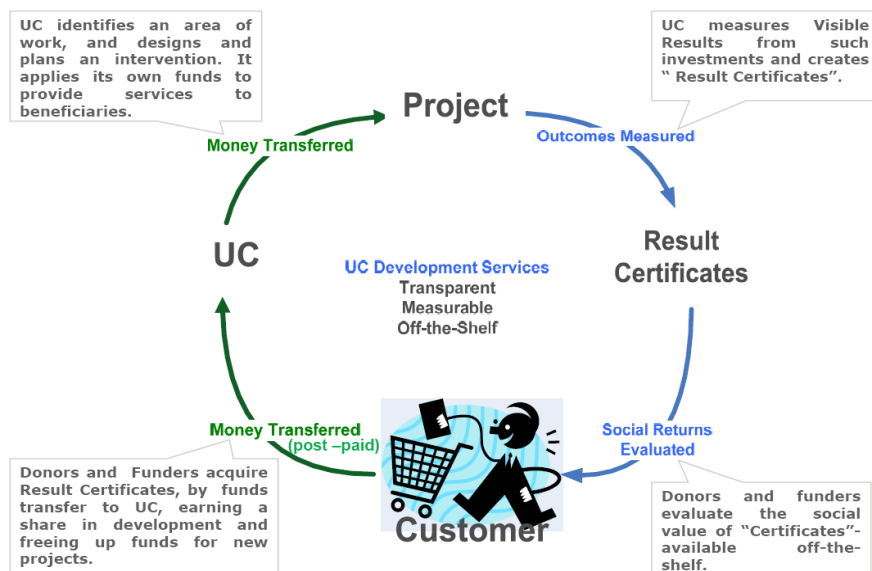 UC identifies an area of
work, and designs and
plans an intervention. It
applies its own funds to
provide services to
beneficiaries.
UC measures Visible
Results from such
investments and creates
“ Result Certificates”.
Project
Money Transferred
Outcomes Measured
UC
Result
Certificates
UC Development Services
Transparent
Measurable
Off-the-Shelf
Money Transferred
(post –paid)
Social Returns
Evaluated
Customer
Donors and Funders acquire
Result Certificates, by funds
transfer to UC, earning a
share in development and
freeing up funds for new
projects.
Donors and funders
evaluate the social
value of “Certificates”-
available off-the-
shelf.